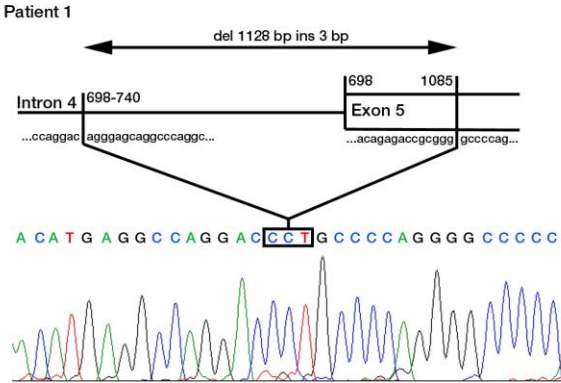 Patient 1
del 1128 bp ins 3 bp
698 1085
Intron 4 698-740 Exon 5
...ccaggac agggagcaggcccaggc... ...acagagaccgcgggg gccccag...
A C A T G A G G C C A G G A C C C T G C C C C A G G G G C C C C C